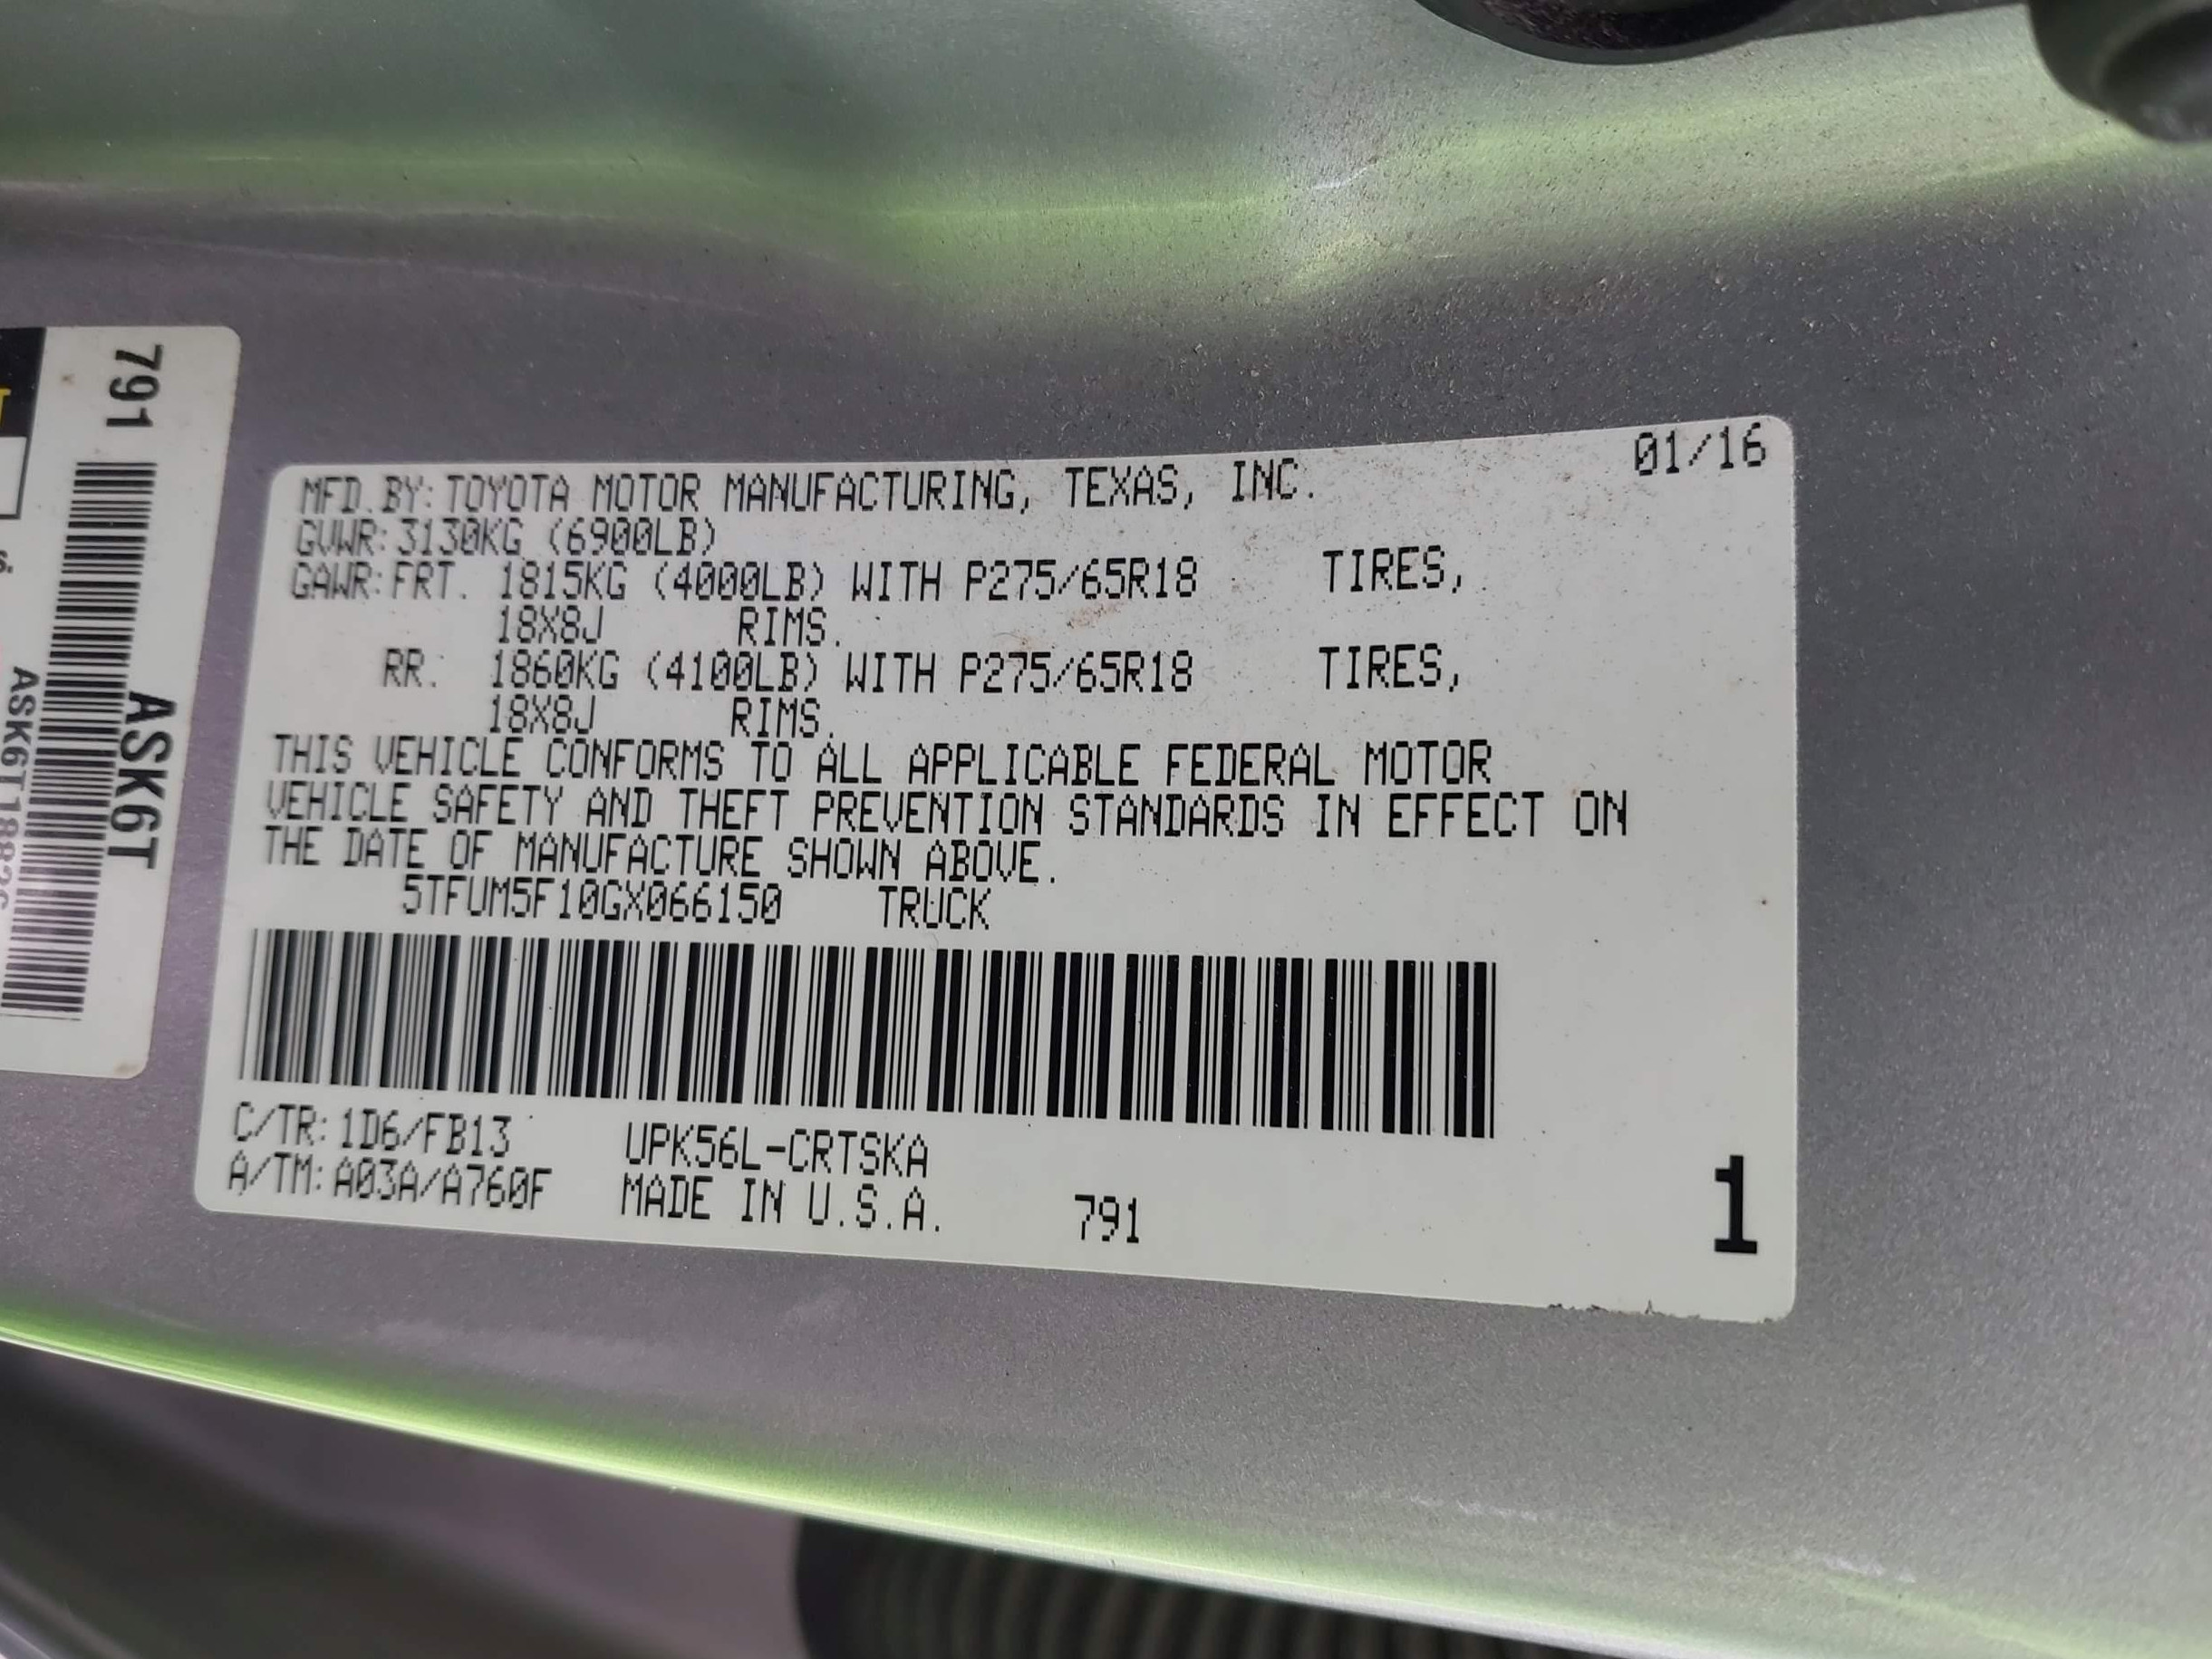 791
ASK6T
MFD.BY:TOYOTA MOTOR MANUFACTURING, TEXAS, INC. 01/16
GVWR:3130KG (6900LB)
GAWR:FRT. 1815KG (4000LB) WITH P275/65R18 TIRES,
18X8J RIMS.
RR: 1860KG (4100LB) WITH P275/65R18 TIRES,
18X8J RIMS.
THIS VEHICLE CONFORMS TO ALL APPLICABLE FEDERAL MOTOR
VEHICLE SAFETY AND THEFT PREVENTION STANDARDS IN EFFECT ON
THE DATE OF MANUFACTURE SHOWN ABOVE.
5TFUM5F10GX066150 TRUCK
C/TR:1D6/FB13 UPK56L-CRTSKA
A/TM:A03A/A760F MADE IN U.S.A. 791
1